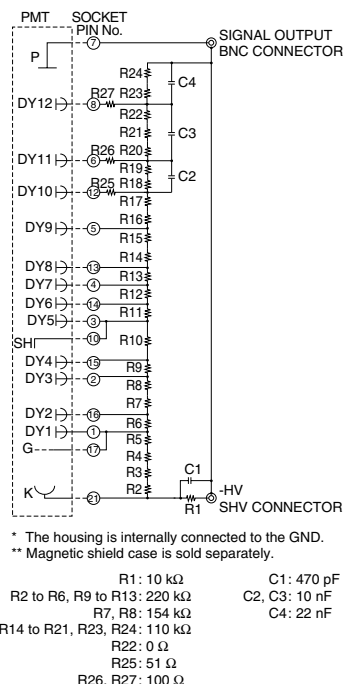 PMT
SOCKET
PIN No.
SIGNAL OUTPUT
BNC CONNECTOR
P
7
R24
C4
R27
R23
DY12
8
R22
R21
C3
R26
R20
DY11
6
R19
C2
R25
R18
DY10
12
R17
R16
DY9
5
R15
R14
DY8
13
R13
DY7
4
R12
DY6
14
R11
DY5
3
SH
10
R10
DY4
15
R9
DY3
2
R8
R7
DY2
16
R6
DY1
1
R5
G
17
R4
R3
C1
-HV
K
21
R2
R1
SHV CONNECTOR
* The housing is internally connected to the GND.
** Magnetic shield case is sold separately.
R1: 10 kΩ
C1: 470 pF
R2 to R6, R9 to R13: 220 kΩ
C2, C3: 10 nF
R7, R8: 154 kΩ
C4: 22 nF
R14 to R21, R23, R24: 110 kΩ
R22: 0 Ω
R25: 51 Ω
R26, R27: 100 Ω